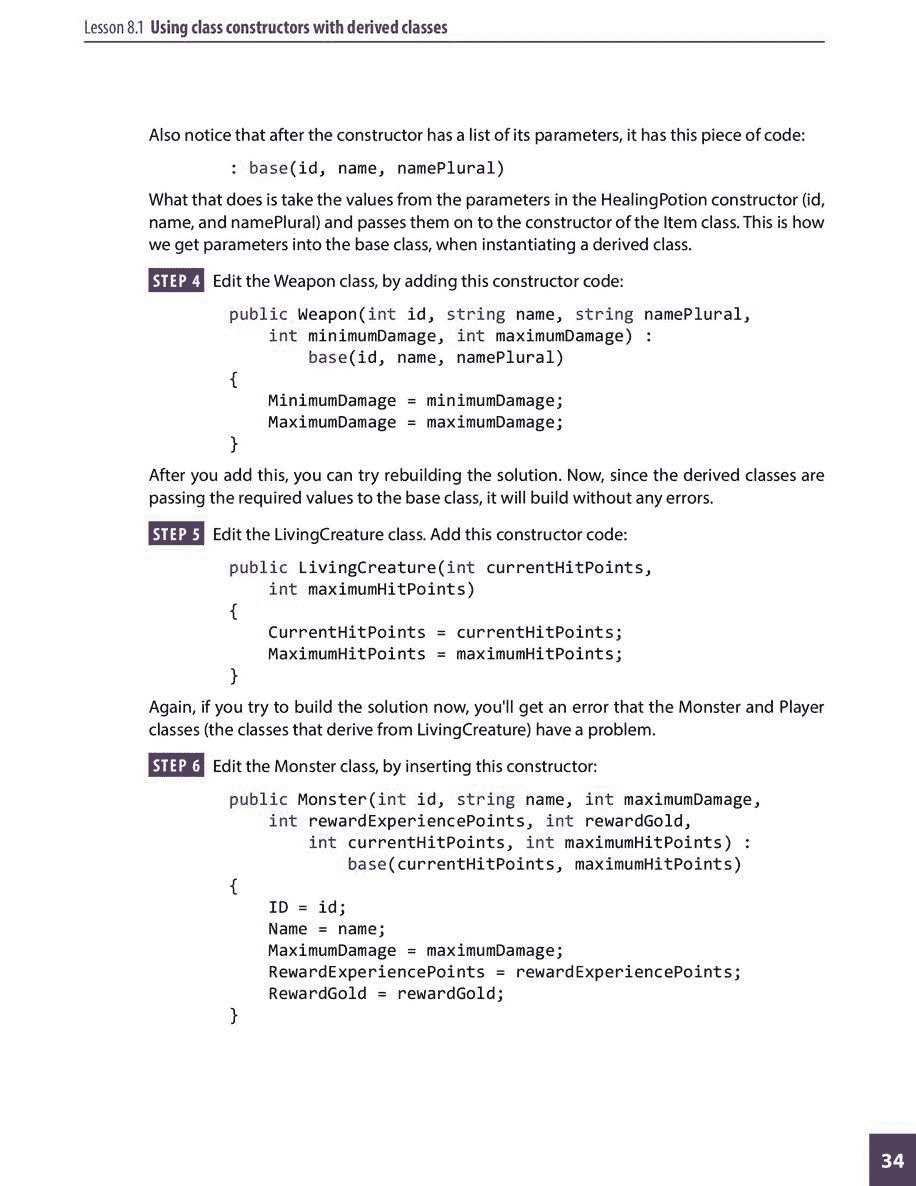 Lesson 8.1 Using class constructors with derived classes
Also notice that after the constructor has a list of its parameters, it has this piece of code:
: base(id, name, namePlural)
What that does is take the values from the parameters in the HealingPotion constructor (id,
name, and namePlural) and passes them on to the constructor of the Item class. This is how
we get parameters into the base class, when instantiating a derived class.
STEP 4 Edit the Weapon class, by adding this constructor code:
public Weapon(int id, string name, string namePlural,
int minimumDamage, int maximumDamage) :
base(id, name, namePlural)
{
MinimumDamage = minimumDamage;
MaximumDamage = maximumDamage;
}
After you add this, you can try rebuilding the solution. Now, since the derived classes are
passing the required values to the base class, it will build without any errors.
STEP 5 Edit the LivingCreature class. Add this constructor code:
public LivingCreature(int currentHitPoints,
int maximumHitPoints)
{
CurrentHitPoints = currentHitPoints;
MaximumHitPoints = maximumHitPoints;
}
Again, if you try to build the solution now, you'll get an error that the Monster and Player
classes (the classes that derive from LivingCreature) have a problem.
STEP 6 Edit the Monster class, by inserting this constructor:
public Monster(int id, string name, int maximumDamage,
int rewardExperiencePoints, int rewardGold,
int currentHitPoints, int maximumHitPoints) :
base(currentHitPoints, maximumHitPoints)
{
ID = id;
Name = name;
MaximumDamage = maximumDamage;
RewardExperiencePoints = rewardExperiencePoints;
RewardGold = rewardGold;
}
34